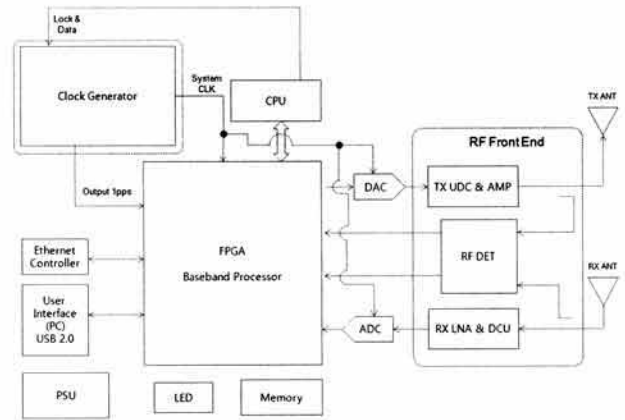 Lock &
Data
Clock Generator
System
CLK
CPU
TX ANT
RF Front End
Output 1pps
DAC
TX UDC & AMP
FPGA
Baseband Processor
Ethernet
Controller
RF DET
RX ANT
User
Interface
(PC)
USB 2.0
ADC
RX LNA & DCU
PSU
LED
Memory